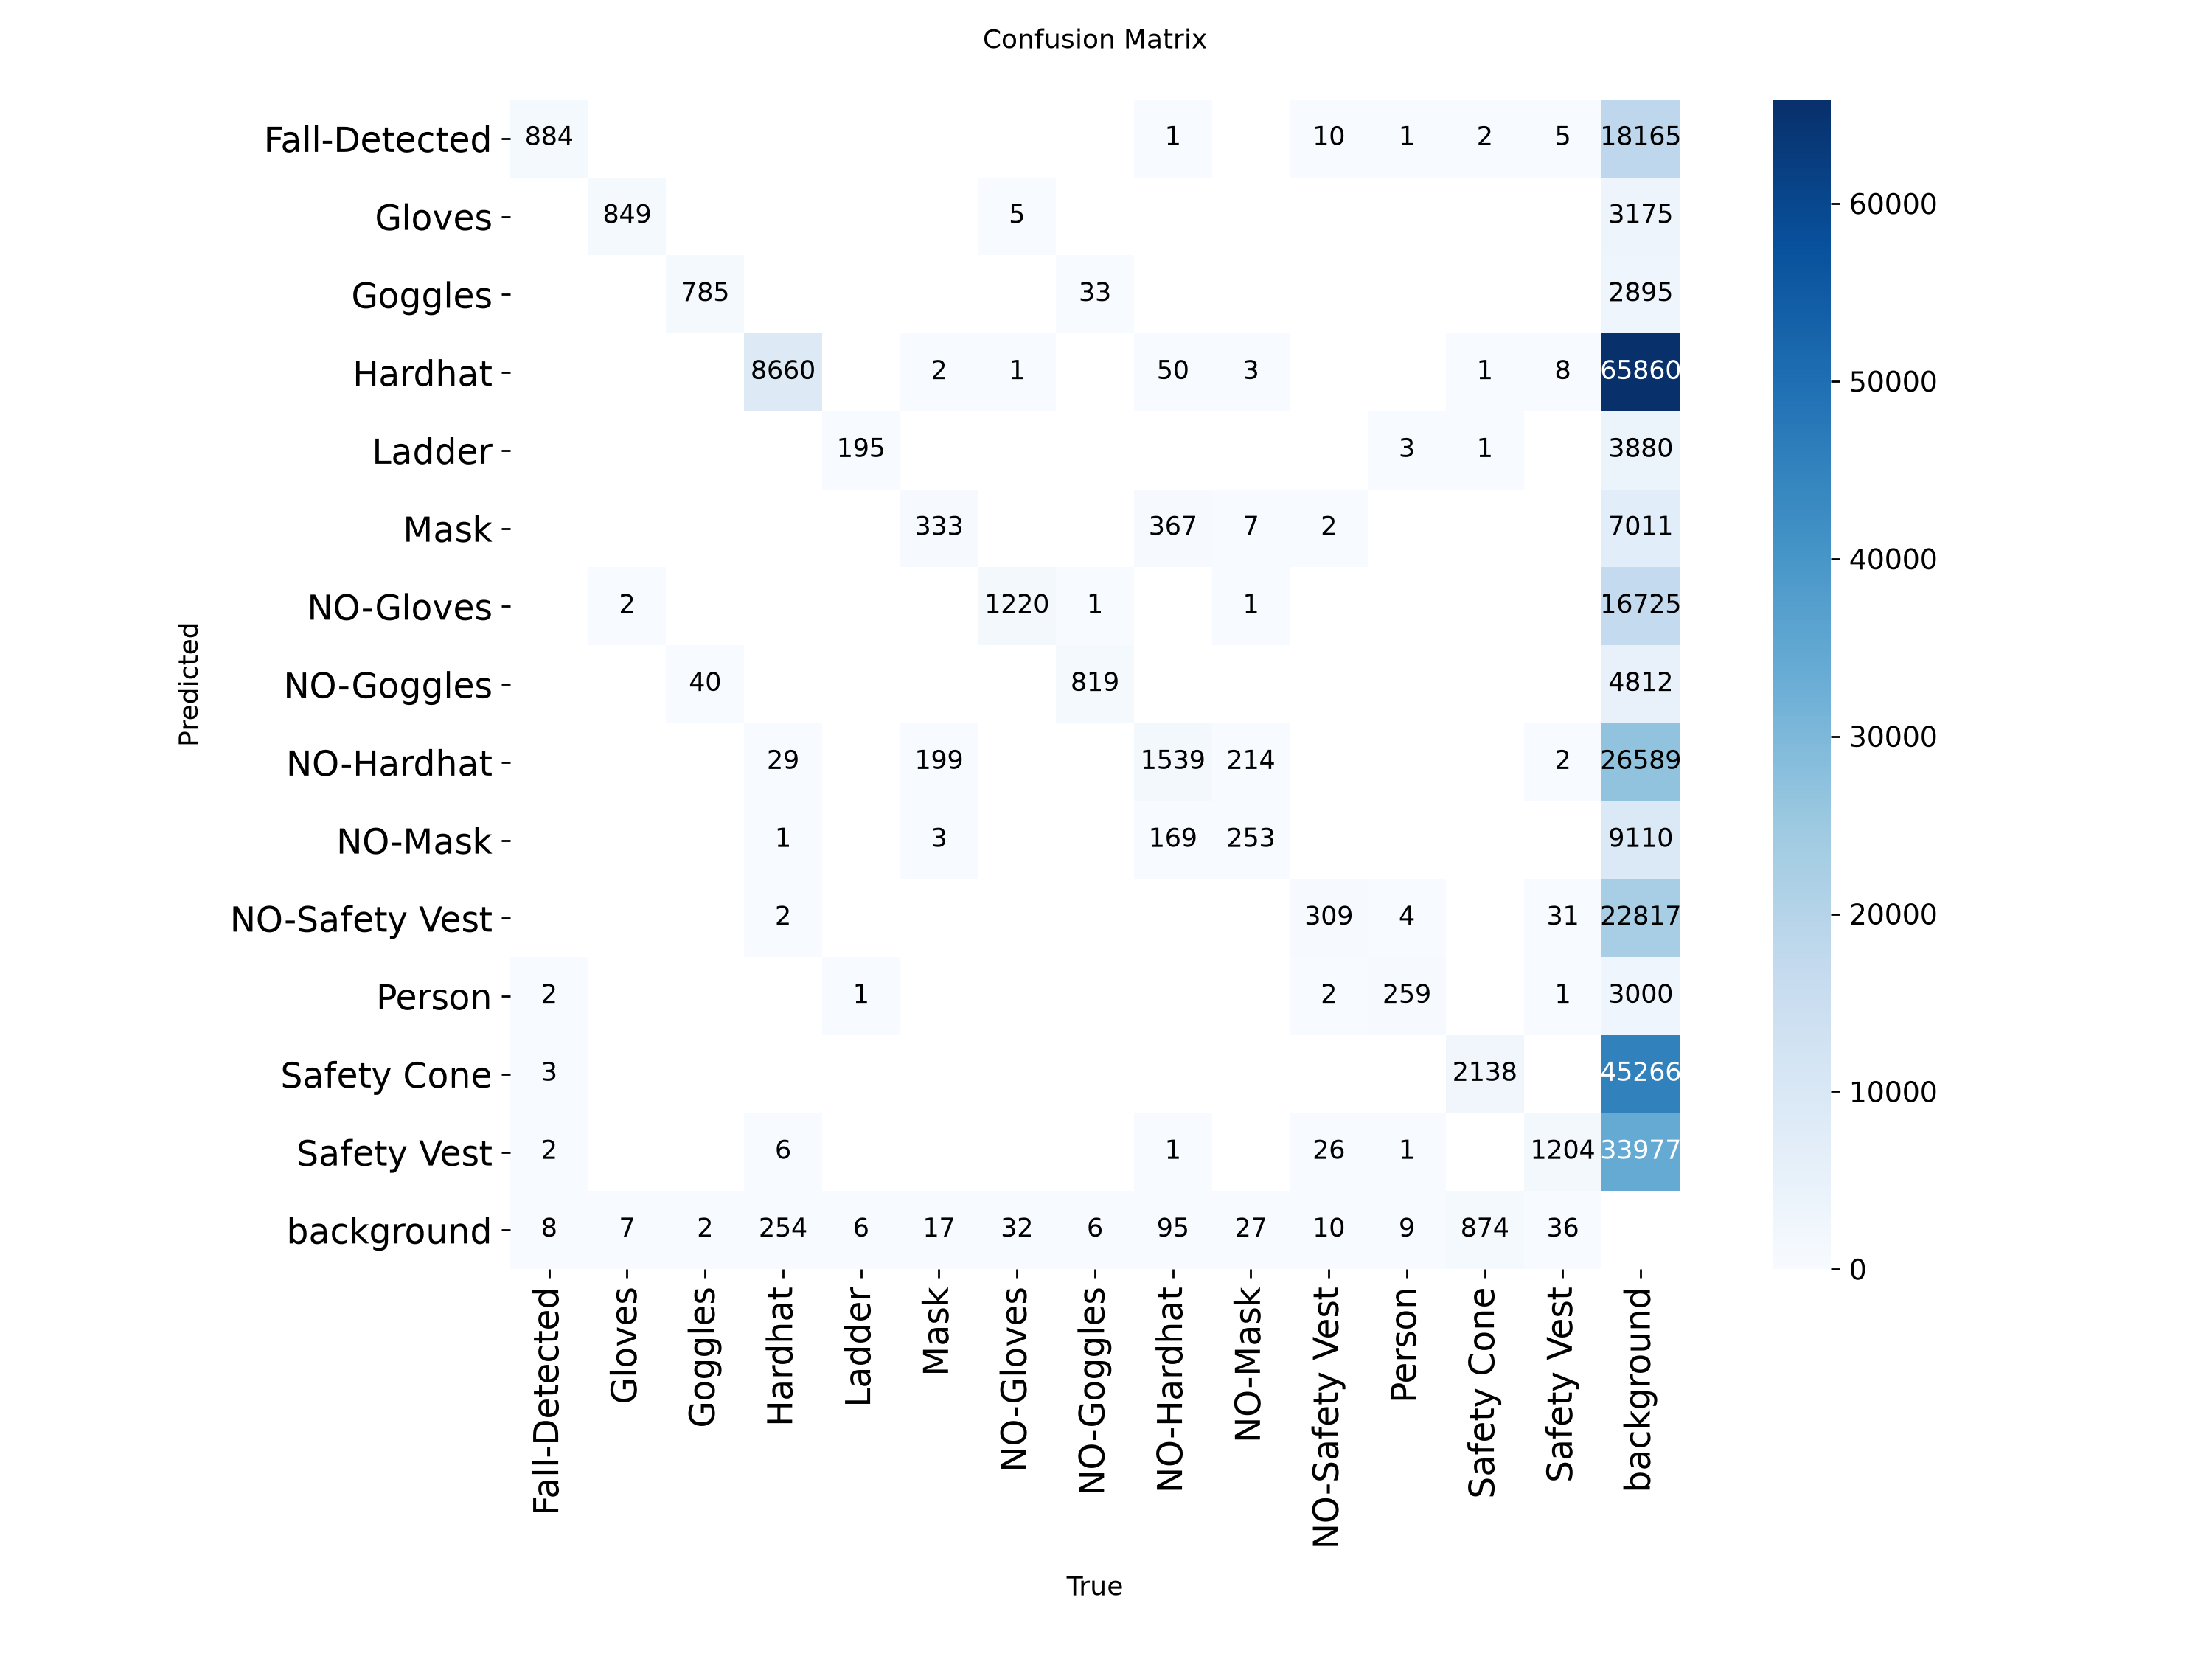 Confusion Matrix
Fall-Detected 884 1 10 1 2 5 18165
Gloves 849 5 3175
Goggles 785 33 2895
Hardhat 8660 2 1 50 3 1 8 65860
Ladder 195 3 1 3880
Mask 333 367 7 2 7011
NO-Gloves 2 1220 1 1 16725
NO-Goggles 40 819 4812
NO-Hardhat 29 199 1539 214 2 26589
NO-Mask 1 3 169 253 9110
NO-Safety Vest 2 309 4 31 22817
Person 2 1 2 259 1 3000
Safety Cone 3 2138 45266
Safety Vest 2 6 1 26 1 1204 33977
background 8 7 2 254 6 17 32 6 95 27 10 9 874 36
Predicted
Fall-Detected Gloves Goggles Hardhat Ladder Mask NO-Gloves NO-Goggles NO-Hardhat NO-Mask NO-Safety Vest Person Safety Cone Safety Vest background
True
60000
50000
40000
30000
20000
10000
0